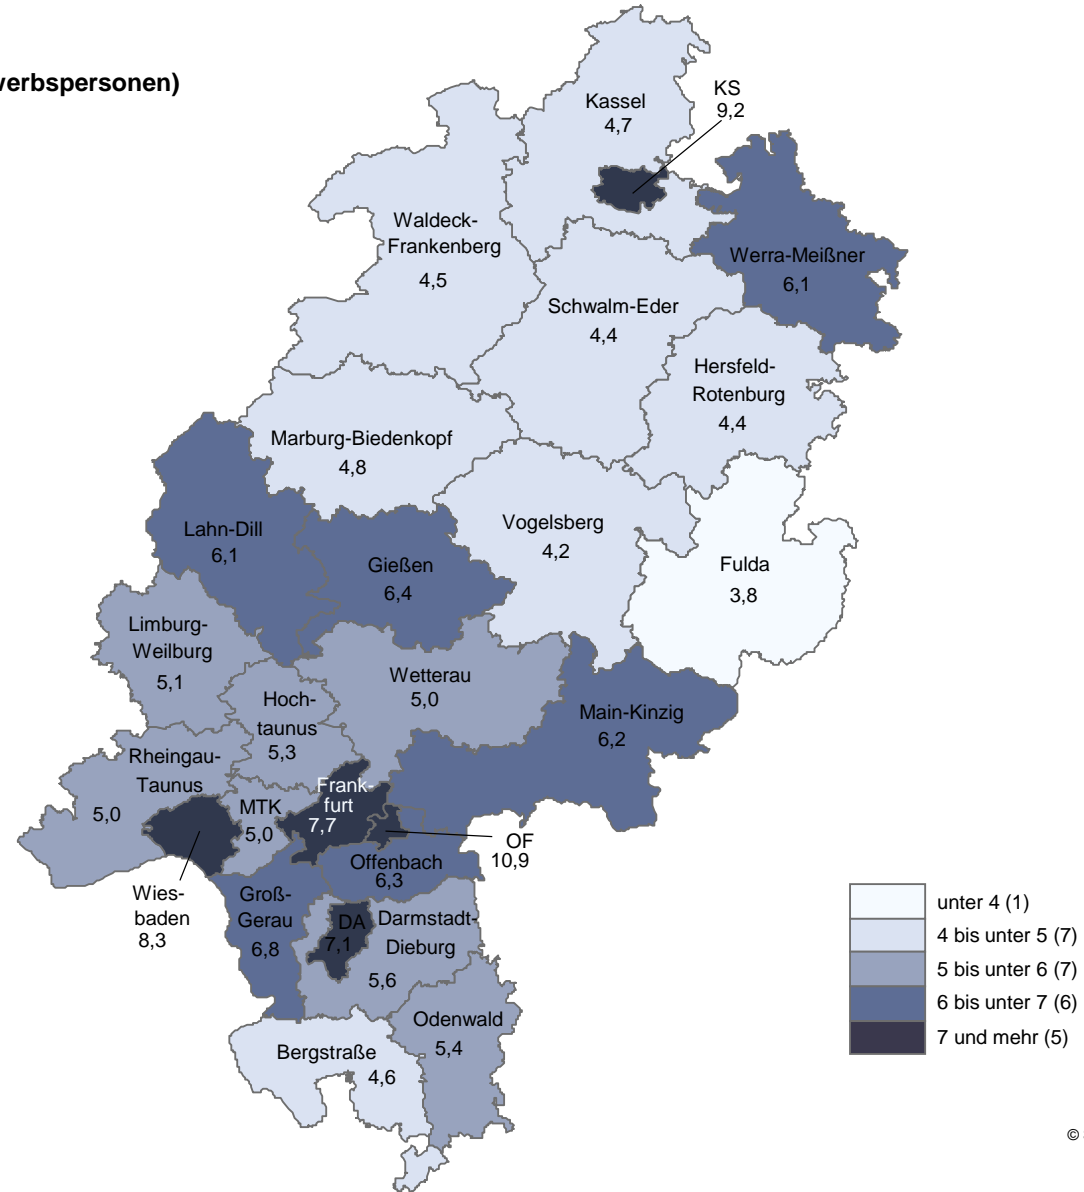 verbspersonen)
KS
9,2
Kassel
4,7
Waldeck-
Frankenberg
4,5
Werra-Meißner
6,1
Schwalm-Eder
4,4
Hersfeld-
Rotenburg
4,4
Marburg-Biedenkopf
4,8
Lahn-Dill
6,1
Vogelsberg
4,2
Gießen
6,4
Fulda
3,8
Limburg-
Weilburg
5,1
Wetterau
5,0
Hoch-
taunus
5,3
Main-Kinzig
6,2
Rheingau-
Taunus
5,0
MTK
5,0
Frank-
furt
7,7
OF
10,9
Offenbach
6,3
Wies-
baden
8,3
Groß-
Gerau
6,8
DA
7,1
Darmstadt-
Dieburg
5,6
Odenwald
5,4
Bergstraße
4,6
unter 4 (1)
4 bis unter 5 (7)
5 bis unter 6 (7)
6 bis unter 7 (6)
7 und mehr (5)
©